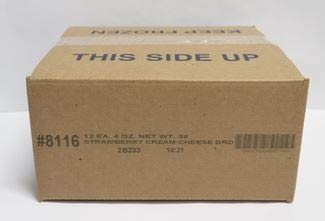 KEEP FROZEN
THIS SIDE UP
#8116
12 EA. 4 OZ. NET WT. 3#
STRAWBERRY CREAM CHEESE BRD
28233 14:31